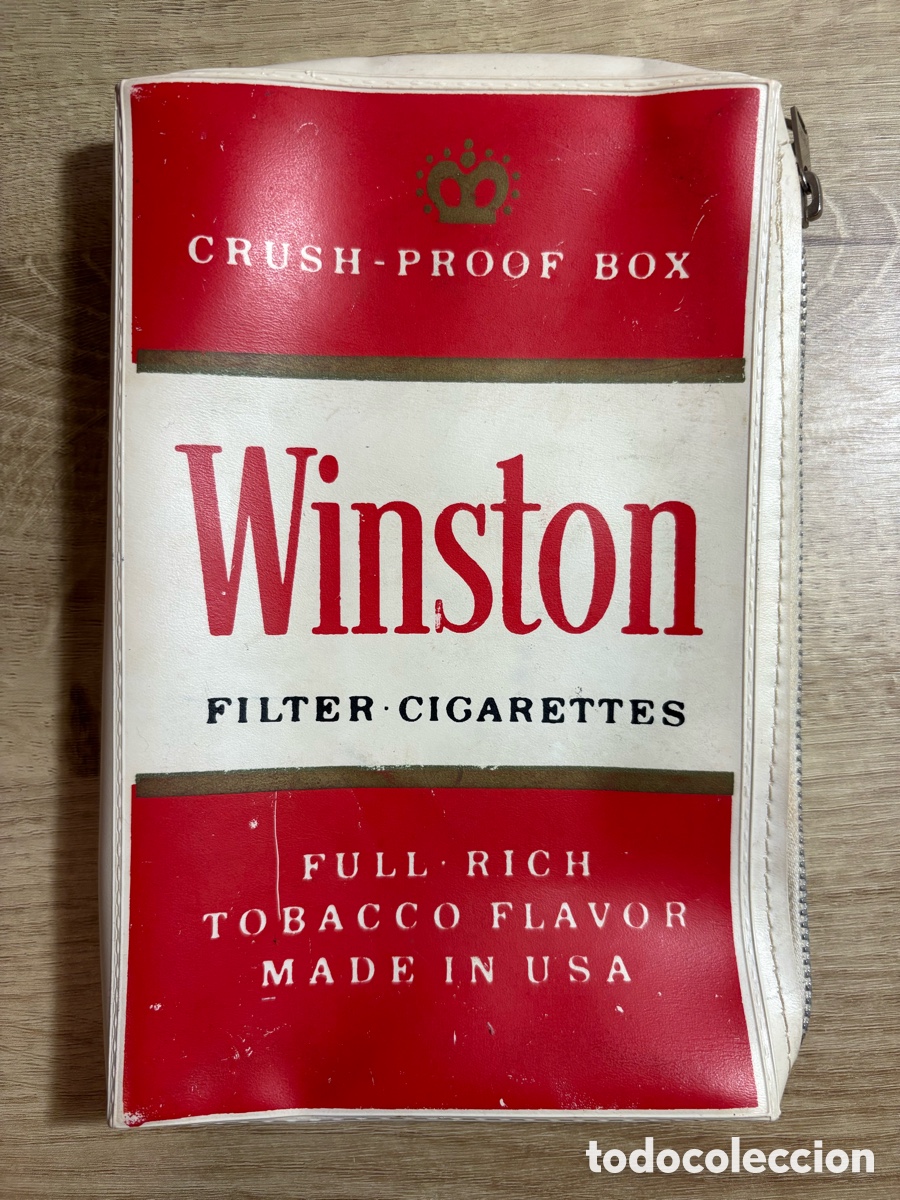 CRUSH-PROOF BOX
Winston
FILTER·CIGARETTES
FULL·RICH
TOBACCO FLAVOR
MADE IN USA
todocoleccion